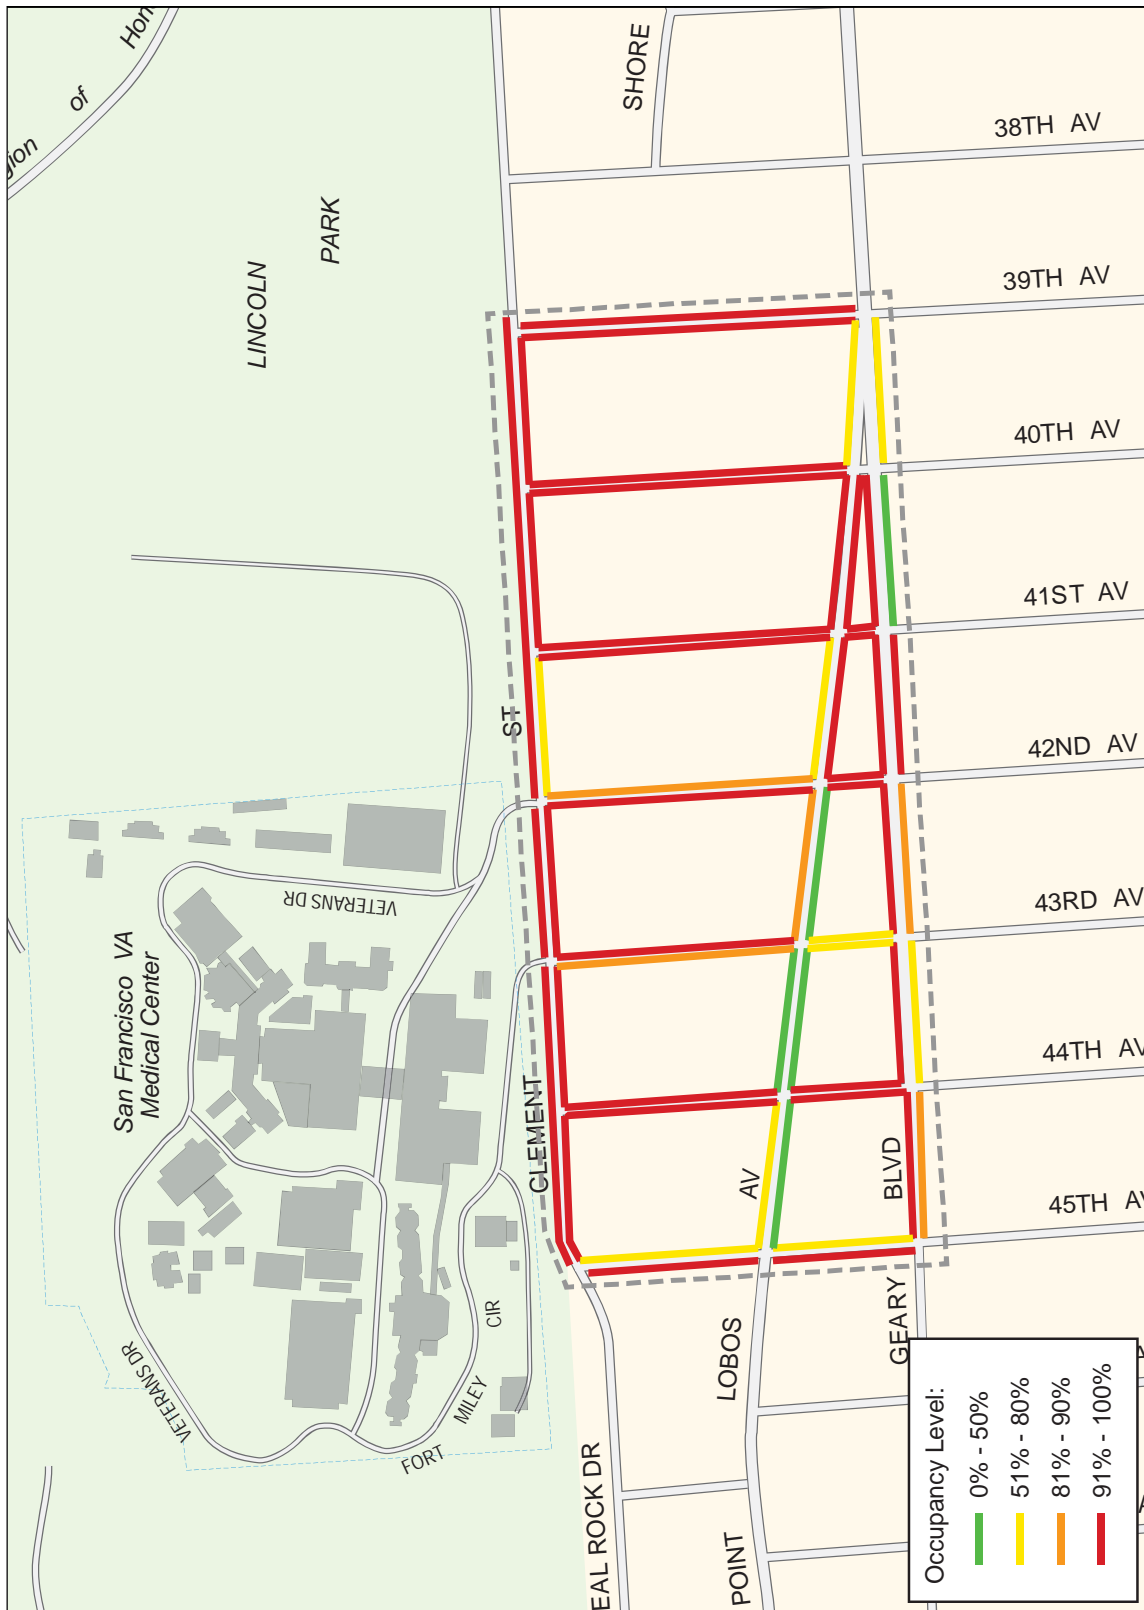 Hon
of
gion
LINCOLN
PARK
SHORE
38TH AV
39TH AV
40TH AV
41ST AV
42ND AV
43RD AV
44TH AV
45TH AV
San Francisco VA
Medical Center
VETERANS DR
VETERANS DR
CLEMENT
ST
FORT
MILEY
CIR
EAL ROCK DR
POINT
LOBOS
AV
GEARY
BLVD
Occupancy Level:
0% - 50%
51% - 80%
81% - 90%
91% - 100%